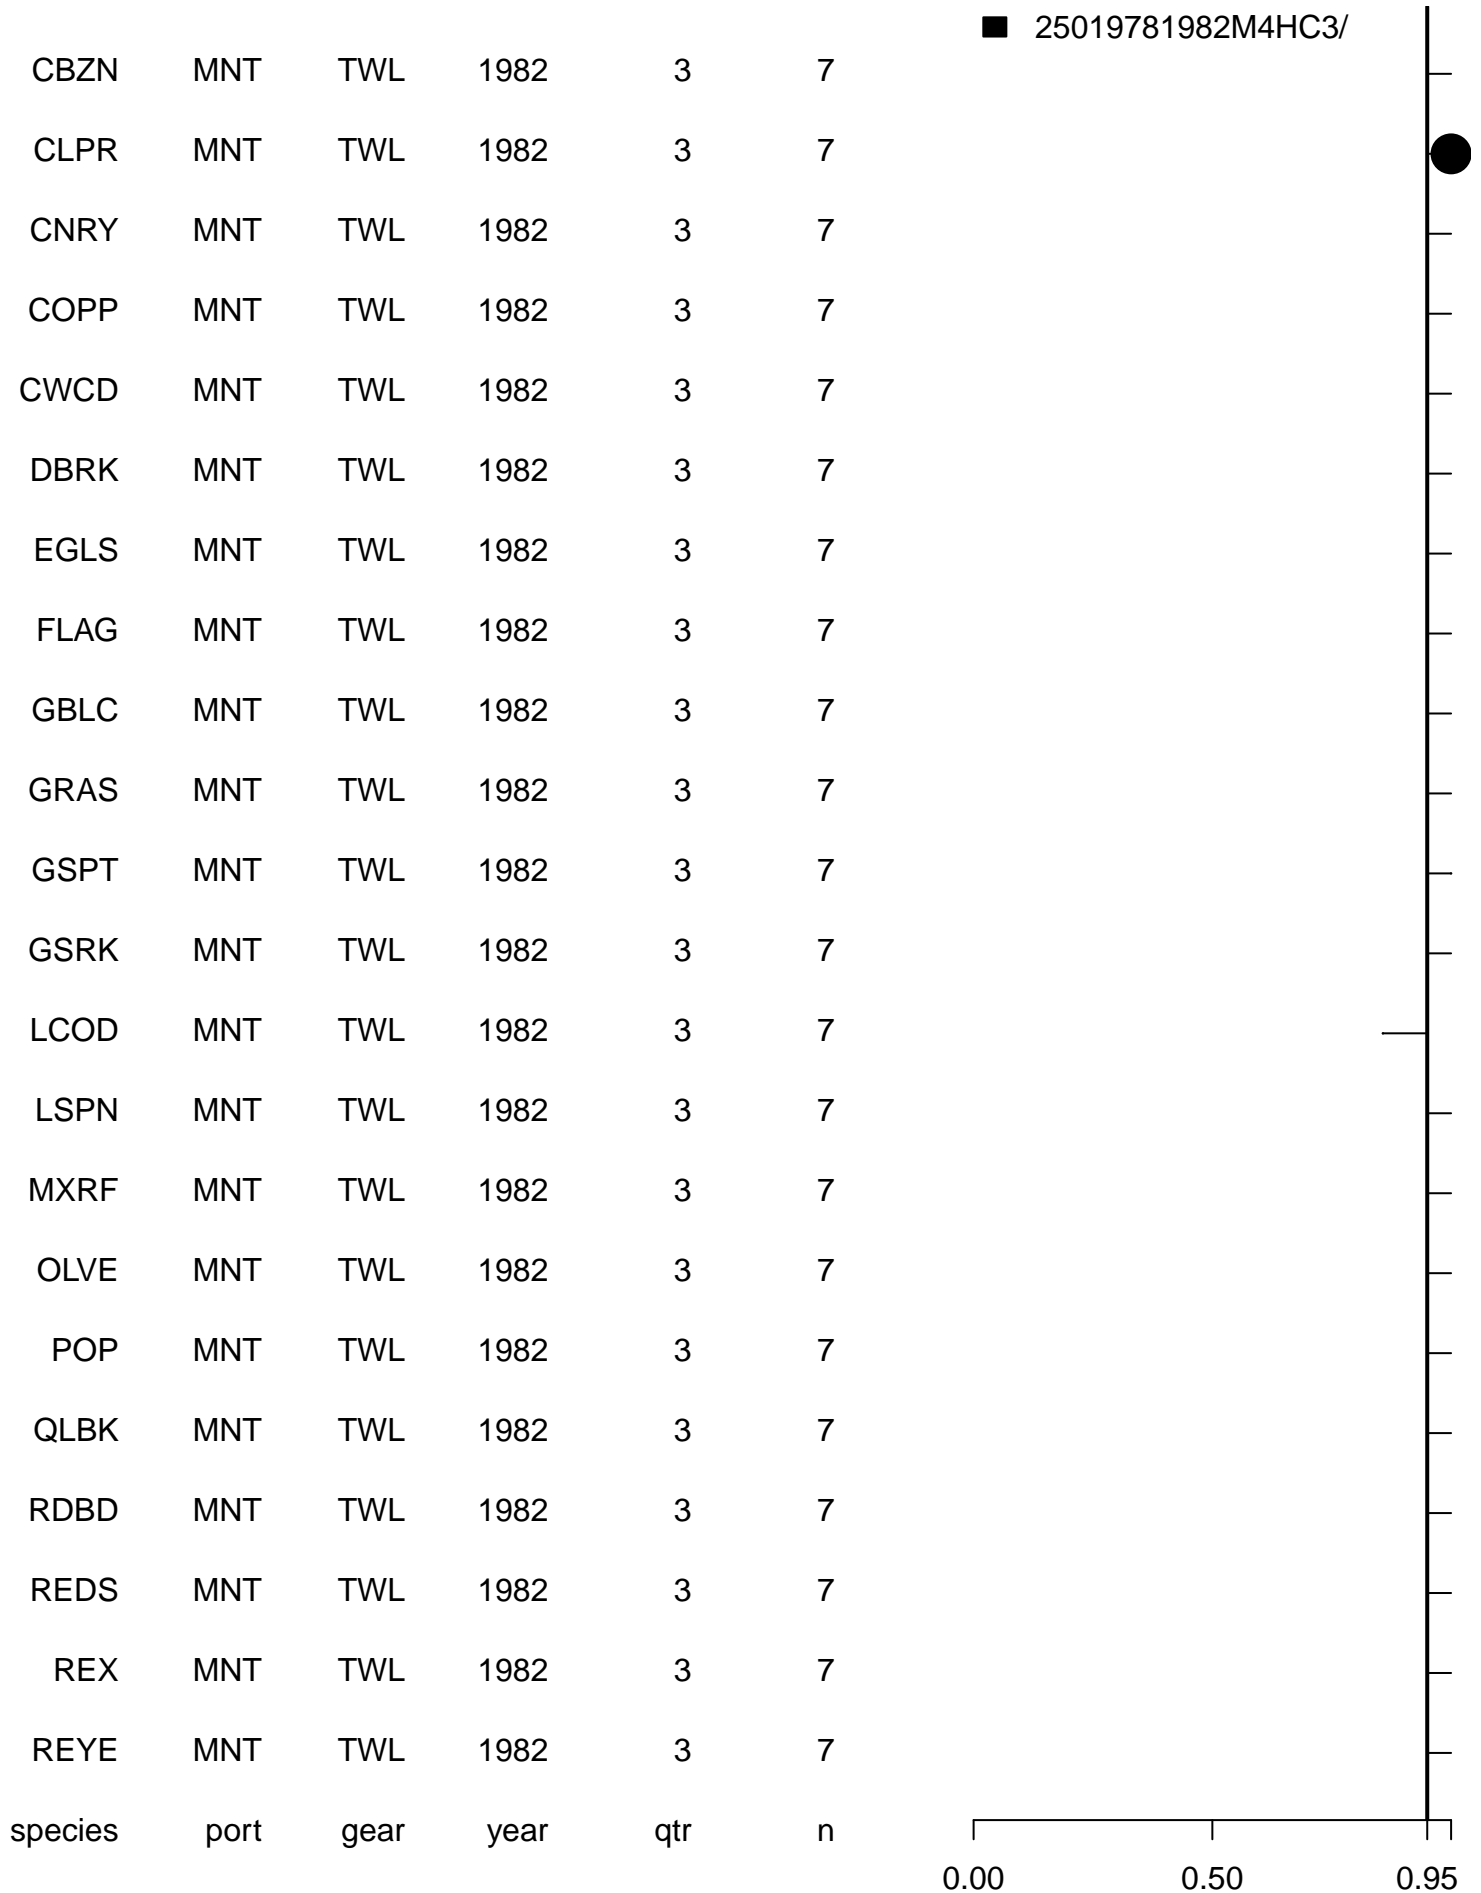 25019781982M4HC3/
CBZN MNT TWL 1982 3 7
CLPR MNT TWL 1982 3 7
CNRY MNT TWL 1982 3 7
COPP MNT TWL 1982 3 7
CWCD MNT TWL 1982 3 7
DBRK MNT TWL 1982 3 7
EGLS MNT TWL 1982 3 7
FLAG MNT TWL 1982 3 7
GBLC MNT TWL 1982 3 7
GRAS MNT TWL 1982 3 7
GSPT MNT TWL 1982 3 7
GSRK MNT TWL 1982 3 7
LCOD MNT TWL 1982 3 7
LSPN MNT TWL 1982 3 7
MXRF MNT TWL 1982 3 7
OLVE MNT TWL 1982 3 7
POP MNT TWL 1982 3 7
QLBK MNT TWL 1982 3 7
RDBD MNT TWL 1982 3 7
REDS MNT TWL 1982 3 7
REX MNT TWL 1982 3 7
REYE MNT TWL 1982 3 7
species port gear year qtr n
0.00 0.50 0.95